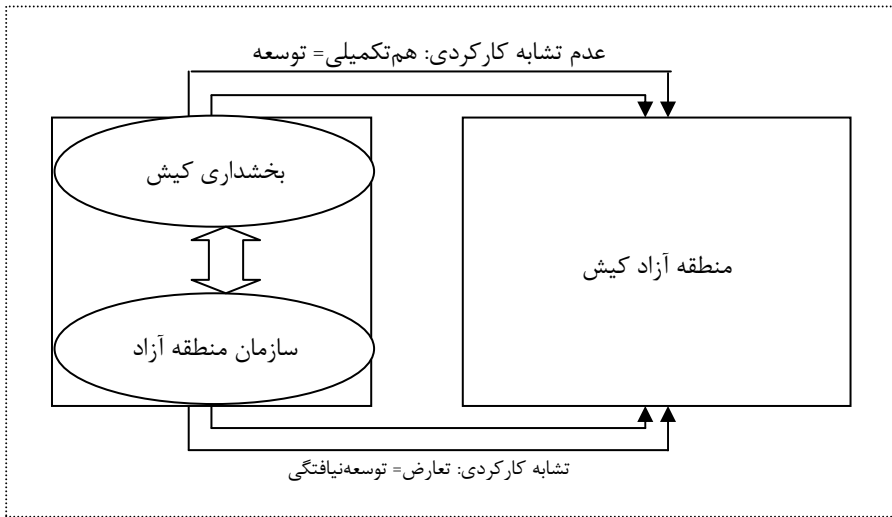 عدم تشابه کارکردی: هم‌تکمیلی= توسعه
بخشداری کیش
منطقه آزاد کیش
سازمان منطقه آزاد
تشابه کارکردی: تعارض= توسعه‌نیافتگی